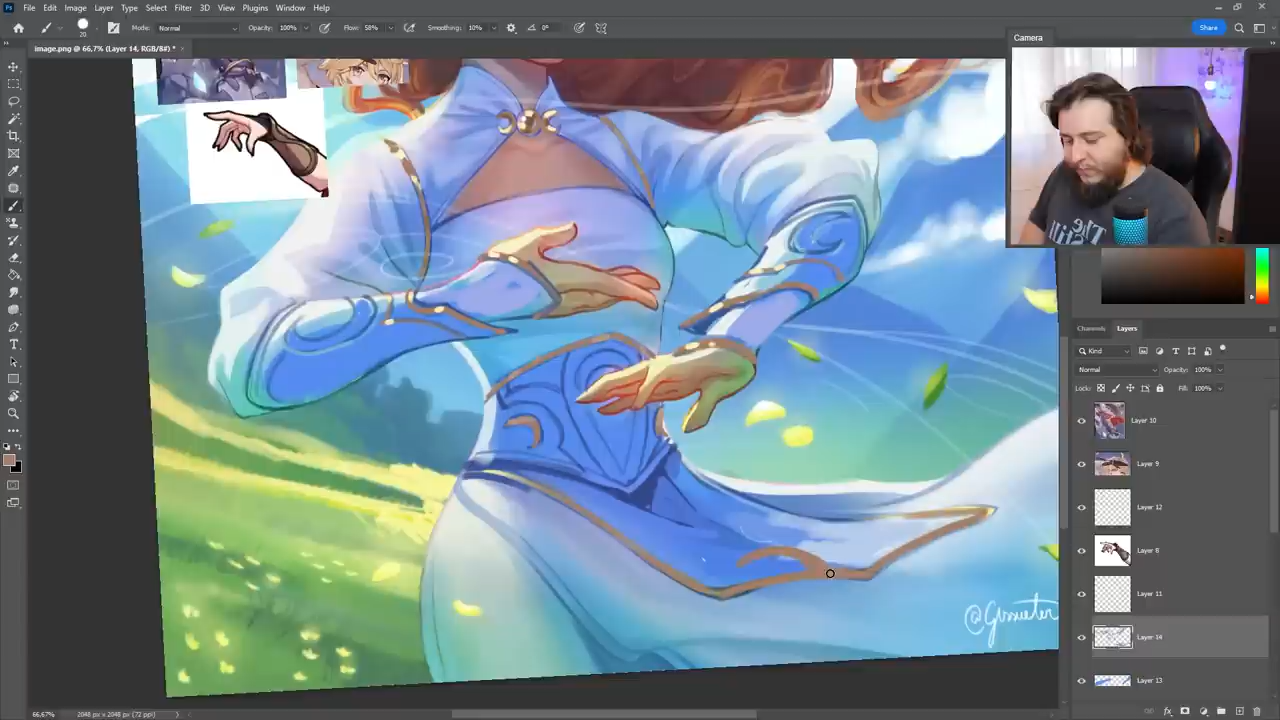 File Edit Image Layer Type Select Filter 3D View Plugins Window Help
Mode: Normal Opacity: 100% Flow: 58% Smoothing: 10% 0° Share
image.png @ 66,7% (Layer 14, RGB/8#) *
Camera
Channels Layers
Kind
Normal Opacity: 100%
Lock: Fill: 100%
Layer 10
Layer 9
Layer 12
Layer 8
Layer 11
Layer 14
Layer 13
66,67% 2048 px x 2048 px (72 ppi)